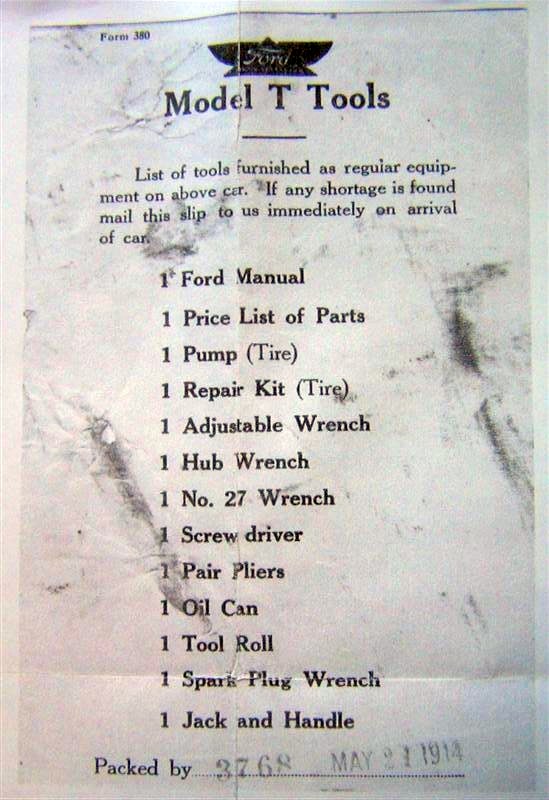 Form 380
Ford
Model T Tools
List of tools furnished as regular equip-
ment on above car. If any shortage is found
mail this slip to us immediately on arrival
of car.
1 Ford Manual
1 Price List of Parts
1 Pump (Tire)
1 Repair Kit (Tire)
1 Adjustable Wrench
1 Hub Wrench
1 No. 27 Wrench
1 Screw driver
1 Pair Pliers
1 Oil Can
1 Tool Roll
1 Spark Plug Wrench
1 Jack and Handle
Packed by 3768 MAY 21 1914